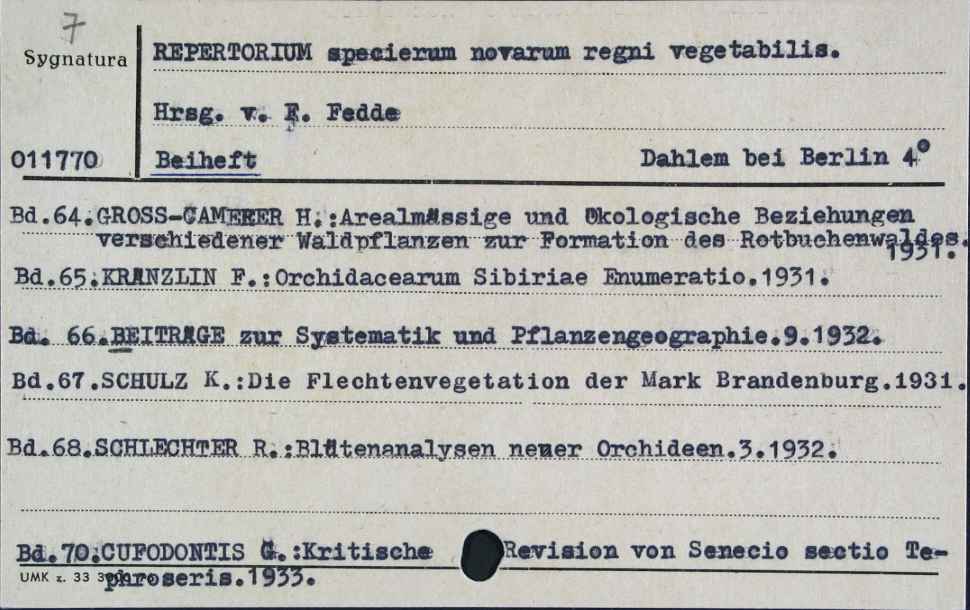 7
Sygnatura
REPERTORIUM specierum novarum regni vegetabilis.
Hrsg. v. F. Fedde
011770 Beiheft Dahlem bei Berlin 4°
Bd.64.GROSS-CAMERER H.:Arealmässige und Ökologische Beziehungen
verschiedener Waldpflanzen zur Formation des Rotbuchenwaldes.
1931.
Bd.65.KRÄNZLIN F.:Orchidacearum Sibiriae Enumeratio.1931.
Bd. 66.BEITRÄGE zur Systematik und Pflanzengeographie.9.1932.
Bd.67.SCHULZ K.:Die Flechtenvegetation der Mark Brandenburg.1931.
Bd.68.SCHLECHTER R.:Blütenanalysen neuer Orchideen.3.1932.
Bd.70.CUFODONTIS G.:Kritische Revision von Senecio sectio Te-
phroseris.1933.
UMK z. 33